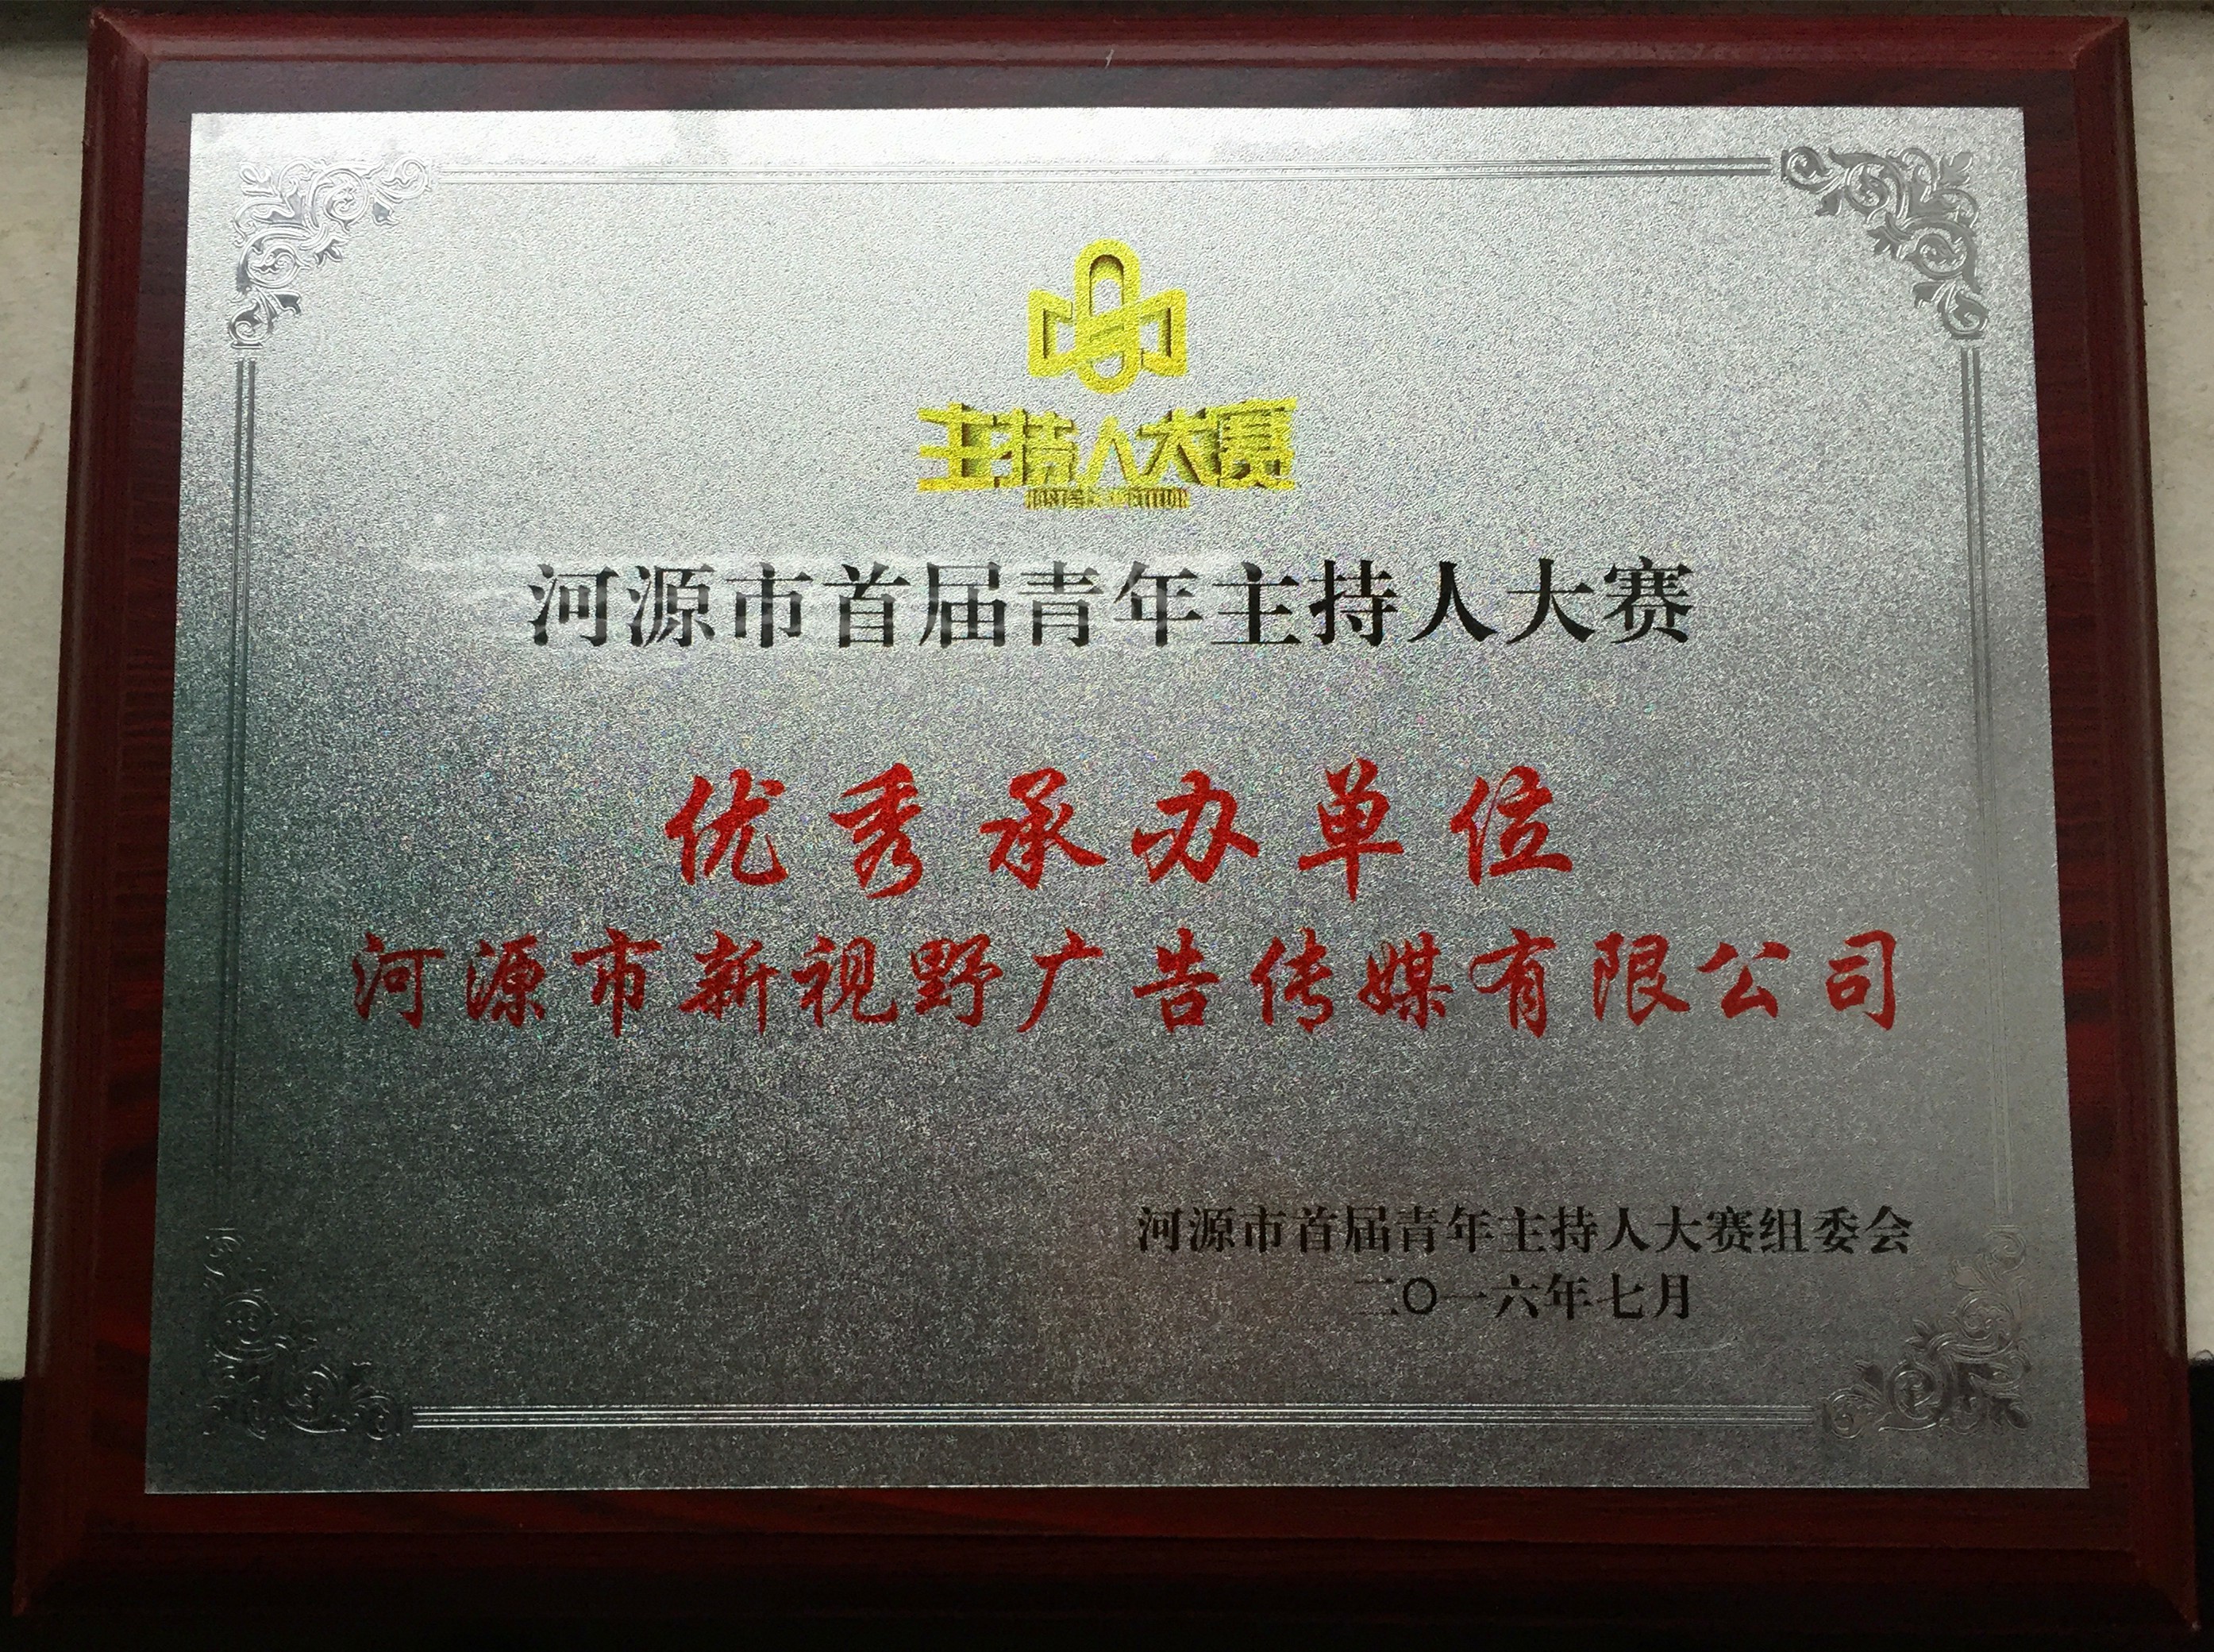 主持人大赛
河源市首届青年主持人大赛
优秀承办单位
河源市新视野广告传媒有限公司
河源市首届青年主持人大赛组委会
二〇一六年七月